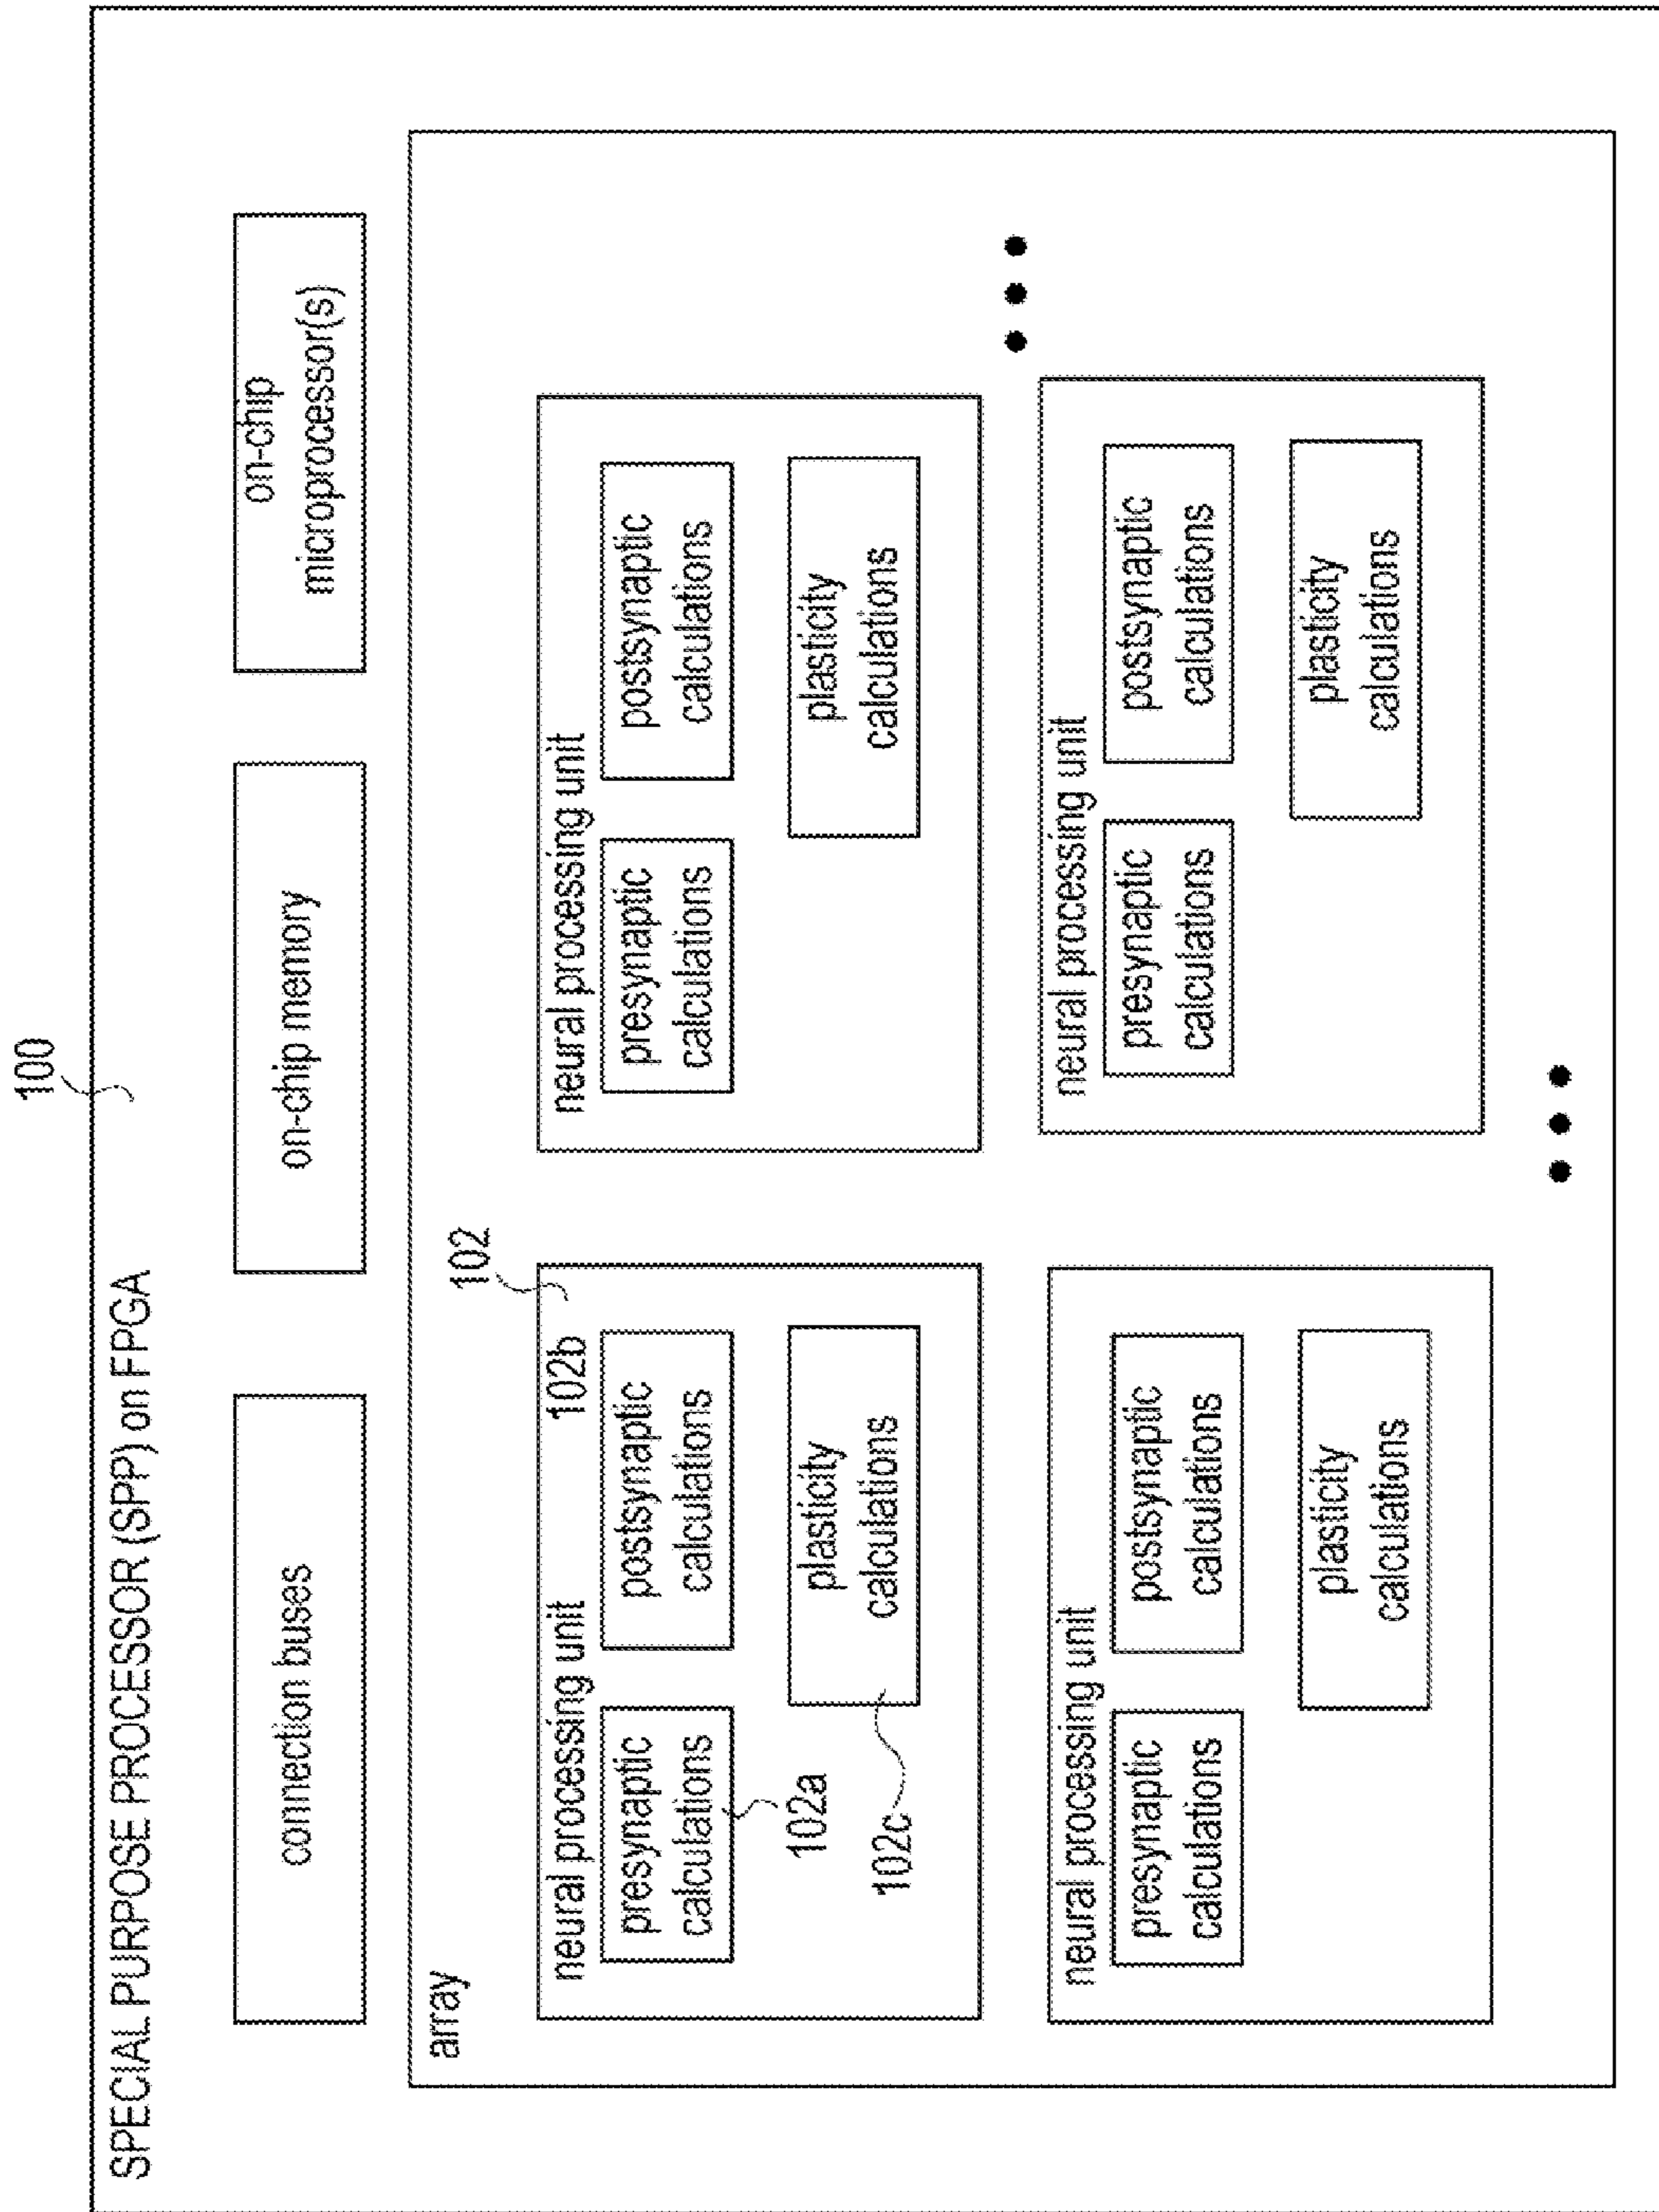 100
SPECIAL PURPOSE PROCESSOR (SPP) on FPGA
connection buses
on-chip memory
on-chip
microprocessor(s)
array
102
neural processing unit
102b
presynaptic
calculations
postsynaptic
calculations
102a
plasticity
calculations
102c
neural processing unit
presynaptic
calculations
postsynaptic
calculations
plasticity
calculations
neural processing unit
presynaptic
calculations
postsynaptic
calculations
plasticity
calculations
neural processing unit
presynaptic
calculations
postsynaptic
calculations
plasticity
calculations